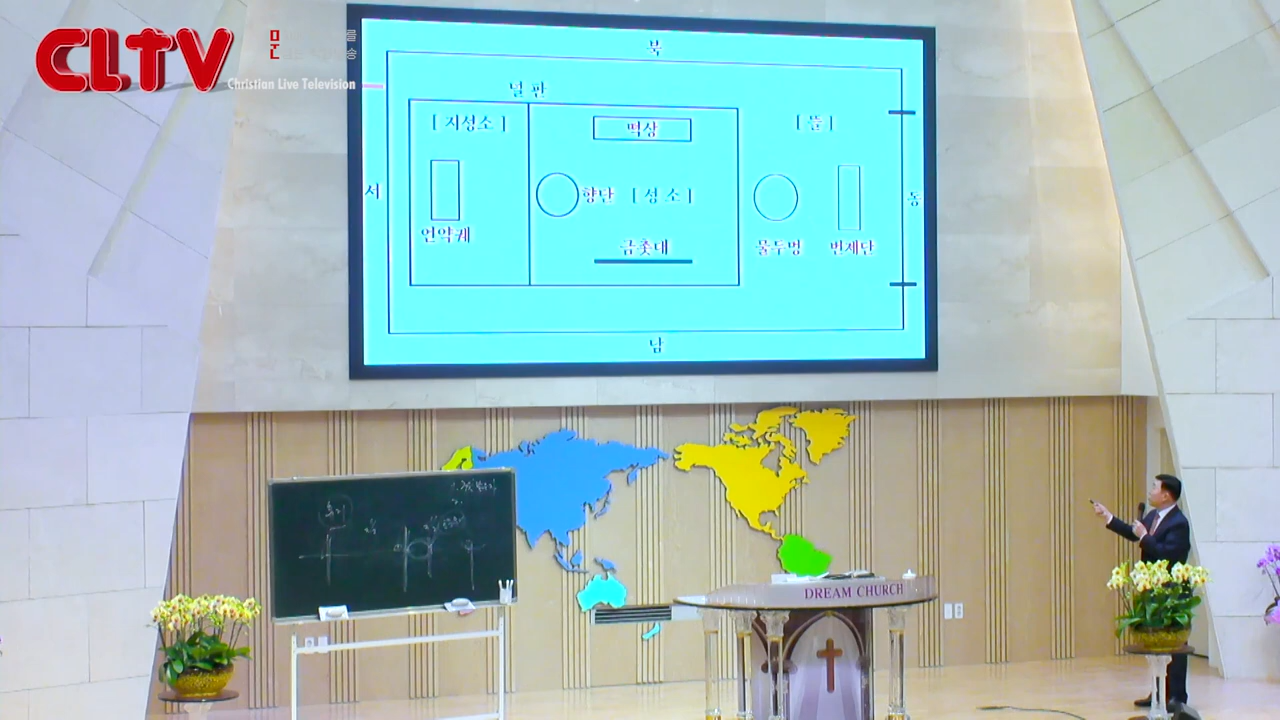 CLTV
Christian Live Television
북
널 판
[ 지성소 ]
떡상
[ 뜰 ]
서
향단
[ 성 소 ]
동
언약궤
금촛대
물두멍
번제단
남
DREAM CHURCH